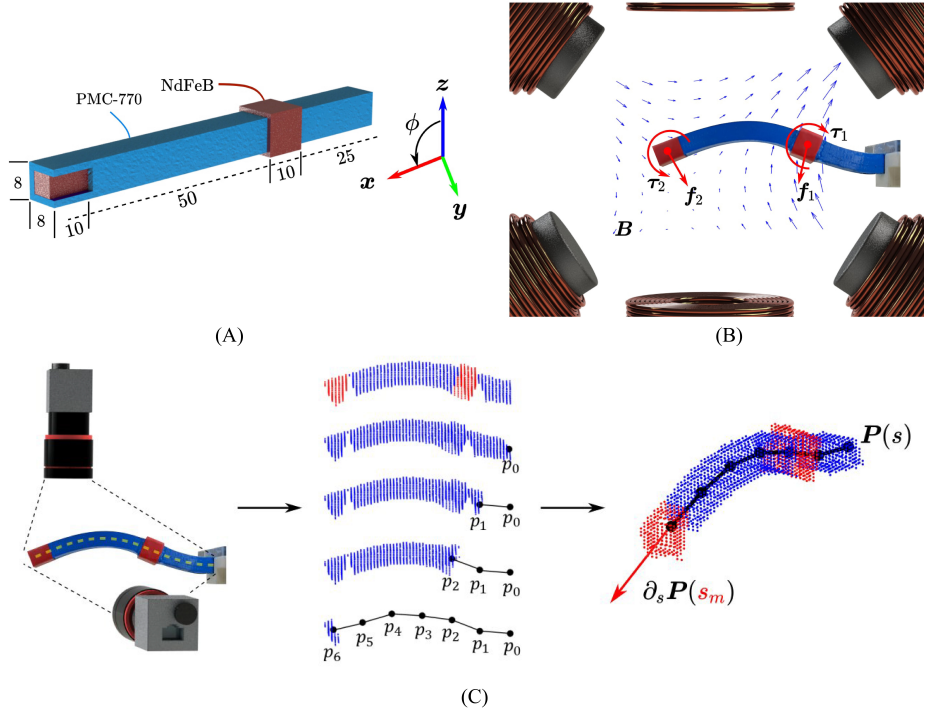 NdFeB
PMC-770
z
ϕ
x
y
8
8
10
50
10
25
(A)
τ₁
τ₂
f₂
f₁
B
(B)
p₀
p₁ p₀
p₂ p₁ p₀
p₆ p₅ p₄ p₃ p₂ p₁ p₀
P(s)
∂ₛP(sₘ)
(C)